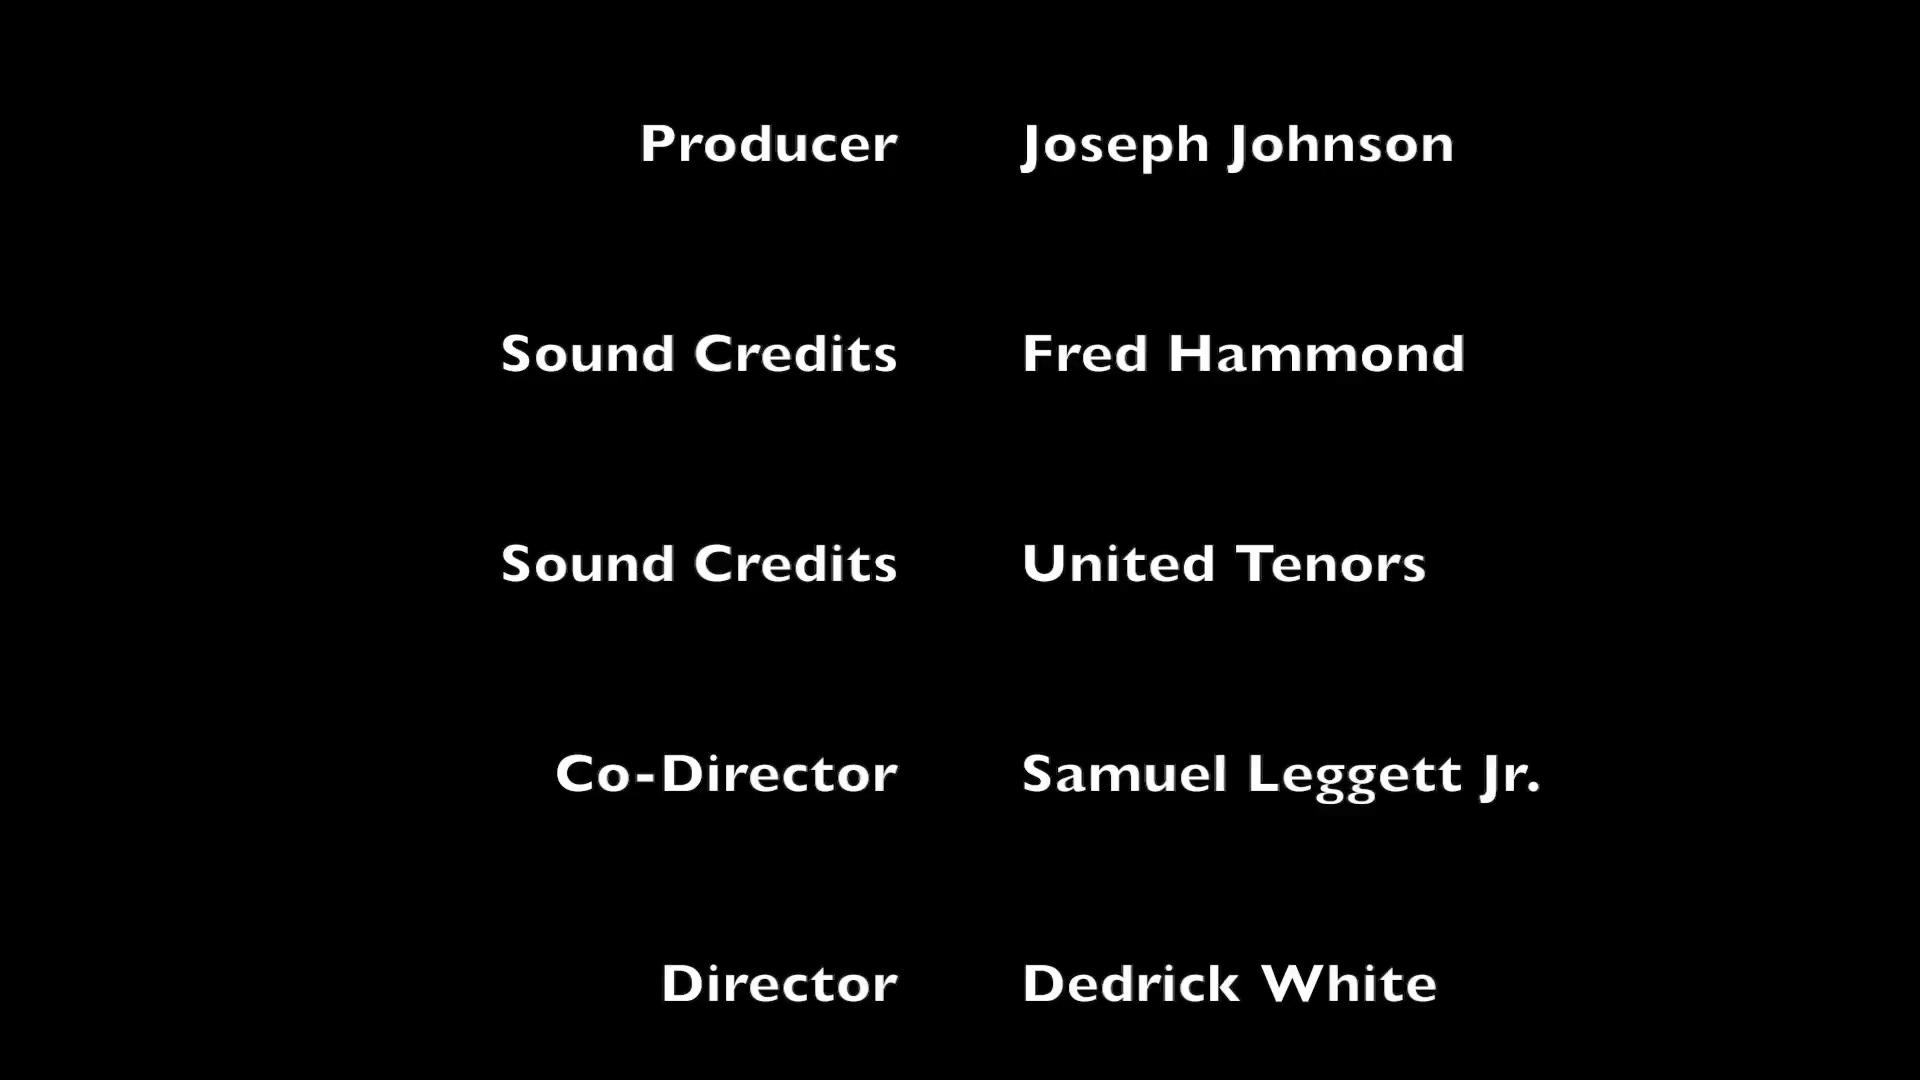 Producer Joseph Johnson
Sound Credits Fred Hammond
Sound Credits United Tenors
Co-Director Samuel Leggett Jr.
Director Dedrick White